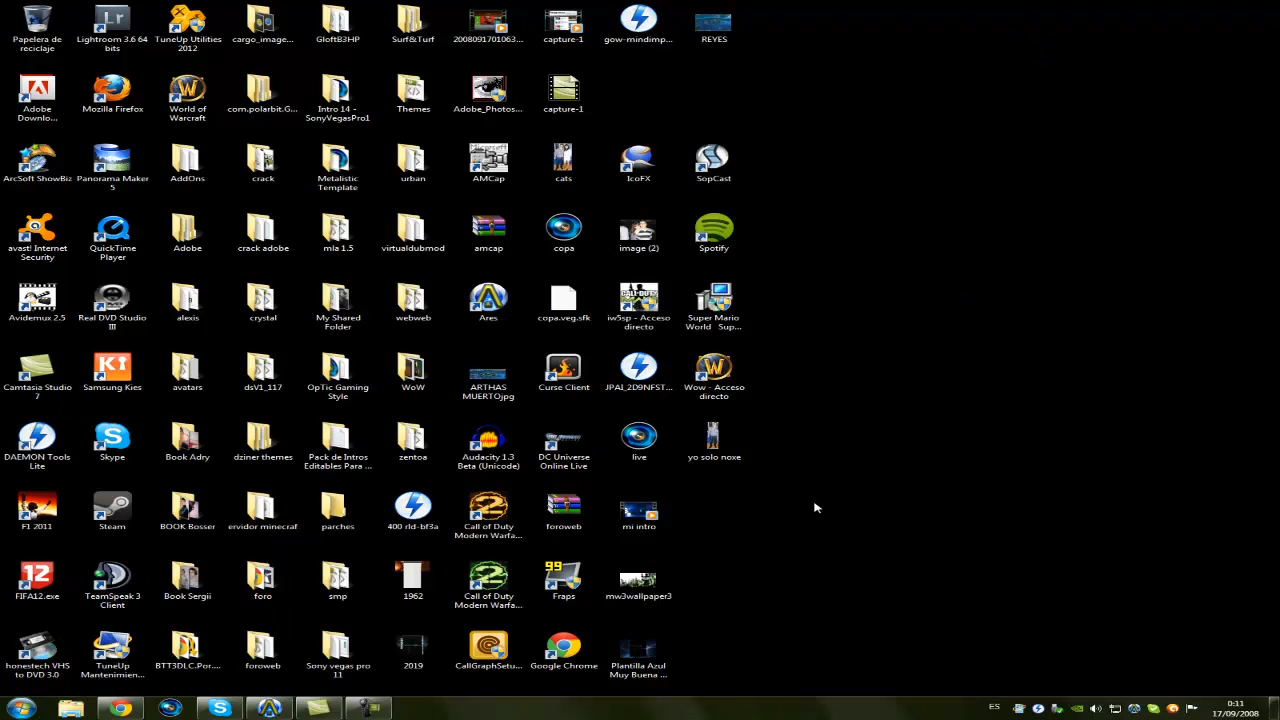 Papelera de
reciclaje
Lightroom 3.6 64
bits
TuneUp Utilities
2012
cargo_image...
GloftB3HP
Surf&Turf
2008091701063...
capture-1
gow-mindimp...
REYES
Adobe
Downlo...
Mozilla Firefox
World of
Warcraft
com.polarbit.G...
Intro 14 -
SonyVegasPro1
Themes
Adobe_Photos...
capture-1
ArcSoft ShowBiz
Panorama Maker
5
AddOns
crack
Metalistic
Template
urban
Microsoft
AMCap
cats
IcoFX
SopCast
avast! Internet
Security
QuickTime
Player
Adobe
crack adobe
mla 1.5
virtualdubmod
amcap
copa
image (2)
Spotify
Avidemux 2.5
Real DVD Studio
III
alexis
crystal
My Shared
Folder
webweb
Ares
copa.veg.sfk
CALL OF DUTY
iw5sp - Acceso
directo
Super Mario
World Sup...
Camtasia Studio
7
Samsung Kies
avatars
dsV1_117
OpTic Gaming
Style
WoW
ARTHAS
MUERTOjpg
Curse Client
JPAI_2D9NFST...
Wow - Acceso
directo
DAEMON Tools
Lite
Skype
Book Adry
dziner themes
Pack de Intros
Editables Para ...
zentoa
Audacity 1.3
Beta (Unicode)
DC Universe
Online Live
live
yo solo noxe
F1 2011
Steam
BOOK Bosser
ervidor minecraf
parches
400 rld-bf3a
Call of Duty
Modern Warfa...
foroweb
mi intro
12
FIFA12.exe
TeamSpeak 3
Client
Book Sergii
foro
smp
1962
Call of Duty
Modern Warfa...
99
Fraps
mw3wallpaper3
honestech VHS
to DVD 3.0
TuneUp
Mantenimien...
BTT3DLC.Por...
foroweb
Sony vegas pro
11
2019
CallGraphSetu...
Google Chrome
Plantilla Azul
Muy Buena ...
ES
0:11
17/09/2008